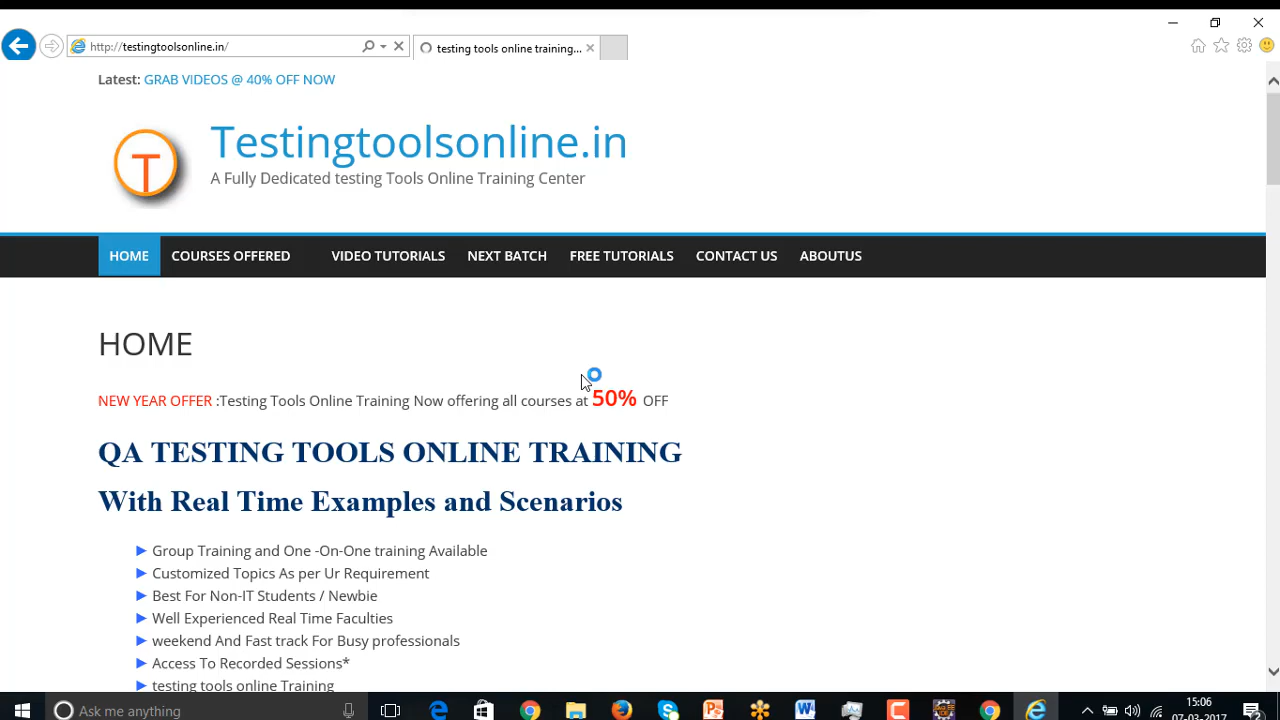 http://testingtoolsonline.in/
testing tools online training...
Latest: GRAB VIDEOS @ 40% OFF NOW
T
Testingtoolsonline.in
A Fully Dedicated testing Tools Online Training Center
HOME COURSES OFFERED VIDEO TUTORIALS NEXT BATCH FREE TUTORIALS CONTACT US ABOUTUS
HOME
NEW YEAR OFFER :Testing Tools Online Training Now offering all courses at 50% OFF
QA TESTING TOOLS ONLINE TRAINING
With Real Time Examples and Scenarios
Group Training and One -On-One training Available
Customized Topics As per Ur Requirement
Best For Non-IT Students / Newbie
Well Experienced Real Time Faculties
weekend And Fast track For Busy professionals
Access To Recorded Sessions*
testing tools online Training
Ask me anything
15:06
07-03-2017